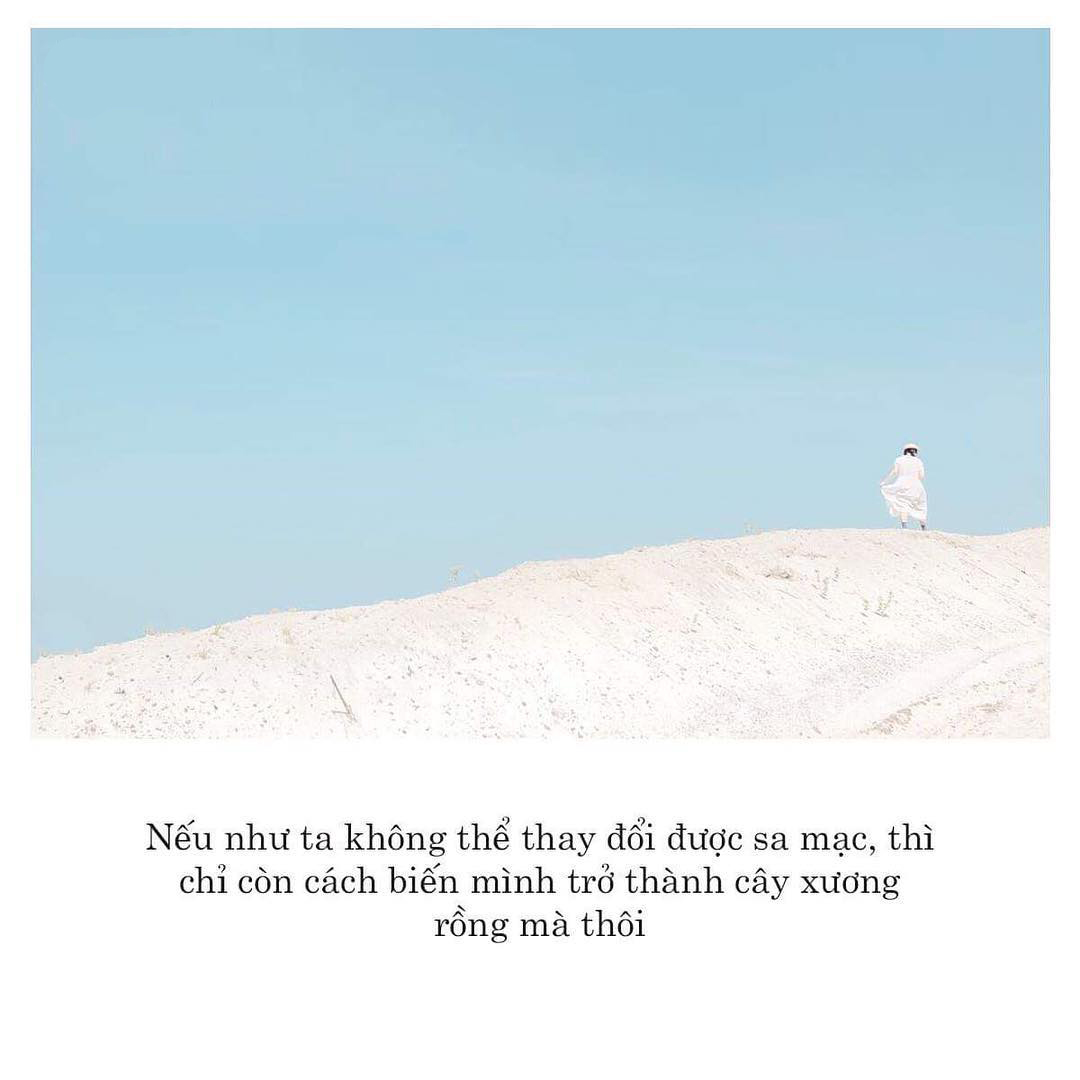 Nếu như ta không thể thay đổi được sa mạc, thì
chỉ còn cách biến mình trở thành cây xương
rồng mà thôi